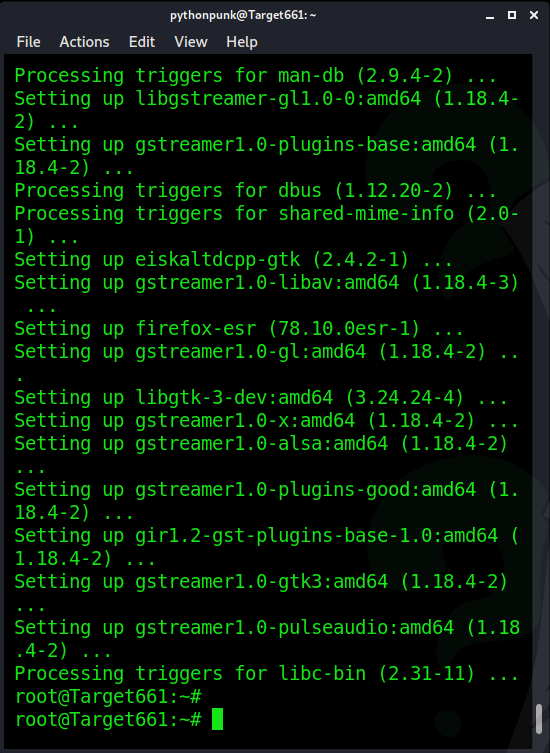 pythonpunk@Target661: ~
File Actions Edit View Help
Processing triggers for man-db (2.9.4-2) ...
Setting up libgstreamer-gl1.0-0:amd64 (1.18.4-
2) ...
Setting up gstreamer1.0-plugins-base:amd64 (1.
18.4-2) ...
Processing triggers for dbus (1.12.20-2) ...
Processing triggers for shared-mime-info (2.0-
1) ...
Setting up eiskaltdcpp-gtk (2.4.2-1) ...
Setting up gstreamer1.0-libav:amd64 (1.18.4-3)
 ...
Setting up firefox-esr (78.10.0esr-1) ...
Setting up gstreamer1.0-gl:amd64 (1.18.4-2) ..
.
Setting up libgtk-3-dev:amd64 (3.24.24-4) ...
Setting up gstreamer1.0-x:amd64 (1.18.4-2) ...
Setting up gstreamer1.0-alsa:amd64 (1.18.4-2)
...
Setting up gstreamer1.0-plugins-good:amd64 (1.
18.4-2) ...
Setting up gir1.2-gst-plugins-base-1.0:amd64 (
1.18.4-2) ...
Setting up gstreamer1.0-gtk3:amd64 (1.18.4-2)
...
Setting up gstreamer1.0-pulseaudio:amd64 (1.18
.4-2) ...
Processing triggers for libc-bin (2.31-11) ...
root@Target661:~#
root@Target661:~#